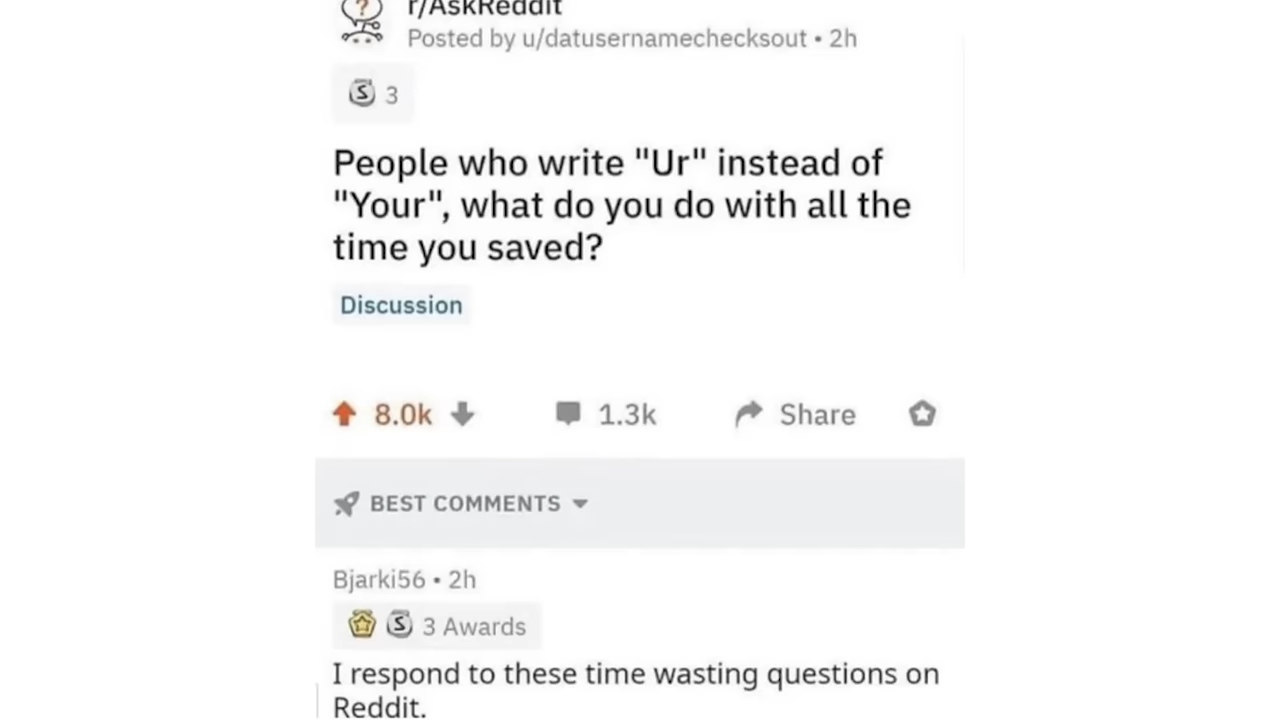 r/AskReddit
Posted by u/datusernamechecksout • 2h
3
People who write "Ur" instead of
"Your", what do you do with all the
time you saved?
Discussion
8.0k 1.3k Share
BEST COMMENTS
Bjarki56 • 2h
S 3 Awards
I respond to these time wasting questions on
Reddit.